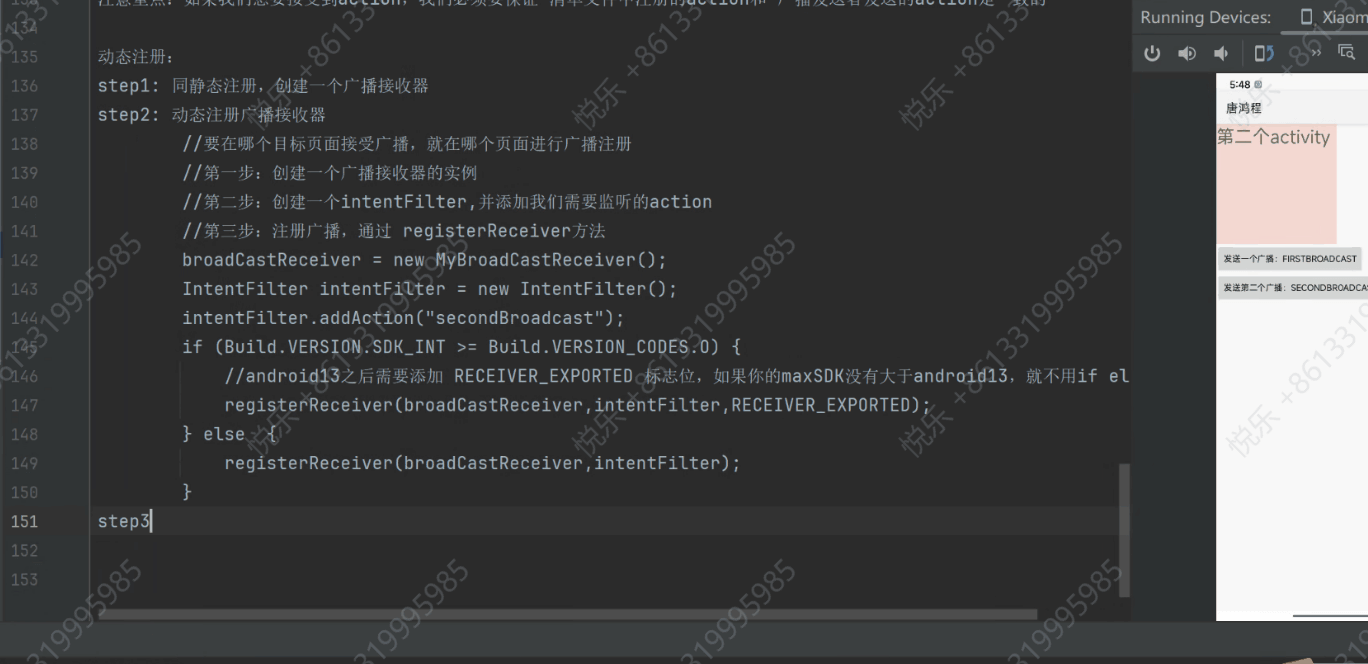 134
135 动态注册：
136 step1: 同静态注册，创建一个广播接收器
137 step2: 动态注册广播接收器
138 //要在哪个目标页面接受广播，就在哪个页面进行广播注册
139 //第一步：创建一个广播接收器的实例
140 //第二步：创建一个intentFilter,并添加我们需要监听的action
141 //第三步：注册广播，通过 registerReceiver方法
142 broadCastReceiver = new MyBroadCastReceiver();
143 IntentFilter intentFilter = new IntentFilter();
144 intentFilter.addAction("secondBroadcast");
145 if (Build.VERSION.SDK_INT >= Build.VERSION_CODES.O) {
146 //android13之后需要添加 RECEIVER_EXPORTED 标志位，如果你的maxSDK没有大于android13，就不用if el
147 registerReceiver(broadCastReceiver,intentFilter,RECEIVER_EXPORTED);
148 } else {
149 registerReceiver(broadCastReceiver,intentFilter);
150 }
151 step3
152
153
Running Devices: Xiaom
5:48
唐鸿程
第二个activity
发送一个广播：FIRSTBROADCAST
发送第二个广播：SECONDBROADCA
悦乐 +8613319995985